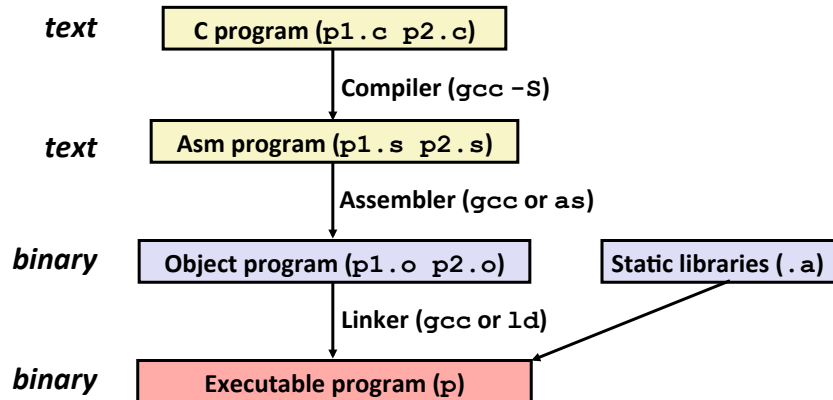 text C program (p1.c p2.c)
Compiler (gcc –S)
text Asm program (p1.s p2.s)
Assembler (gcc or as)
binary Object program (p1.o p2.o) Static libraries (.a)
Linker (gcc or ld)
binary Executable program (p)